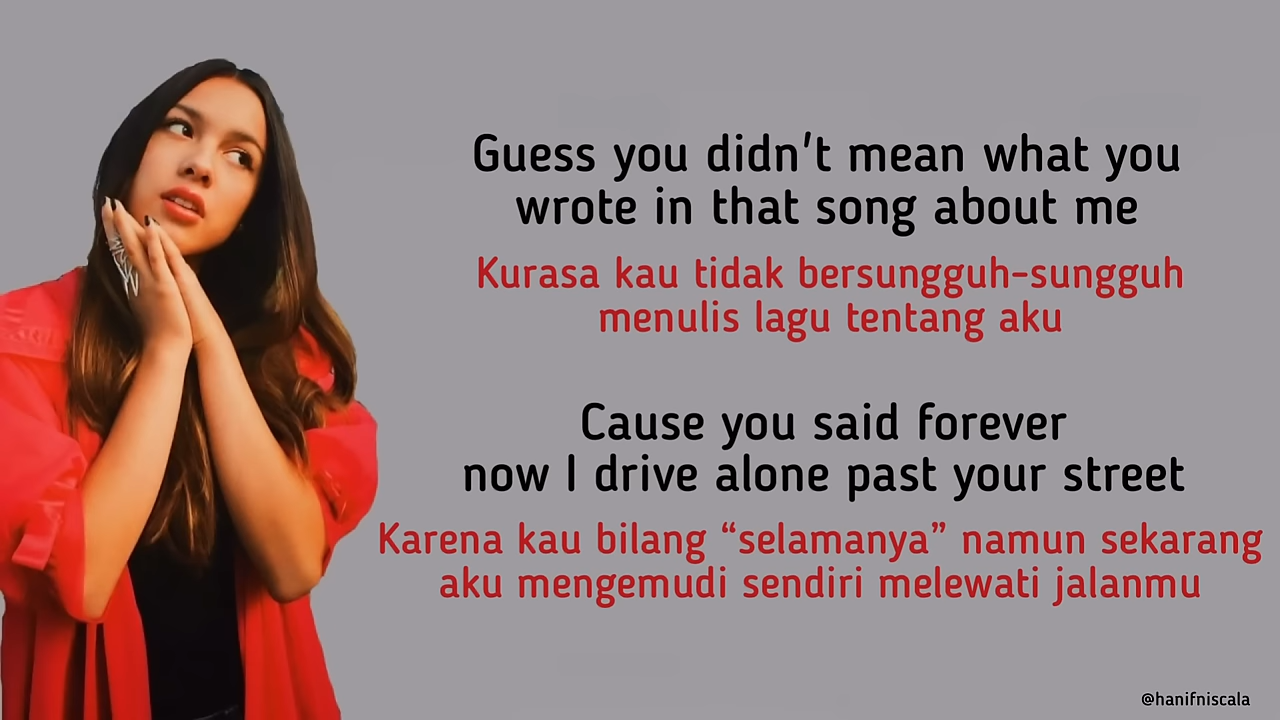 Guess you didn't mean what you
wrote in that song about me
Kurasa kau tidak bersungguh-sungguh
menulis lagu tentang aku
Cause you said forever
now I drive alone past your street
Karena kau bilang “selamanya” namun sekarang
aku mengemudi sendiri melewati jalanmu
@hanifniscala